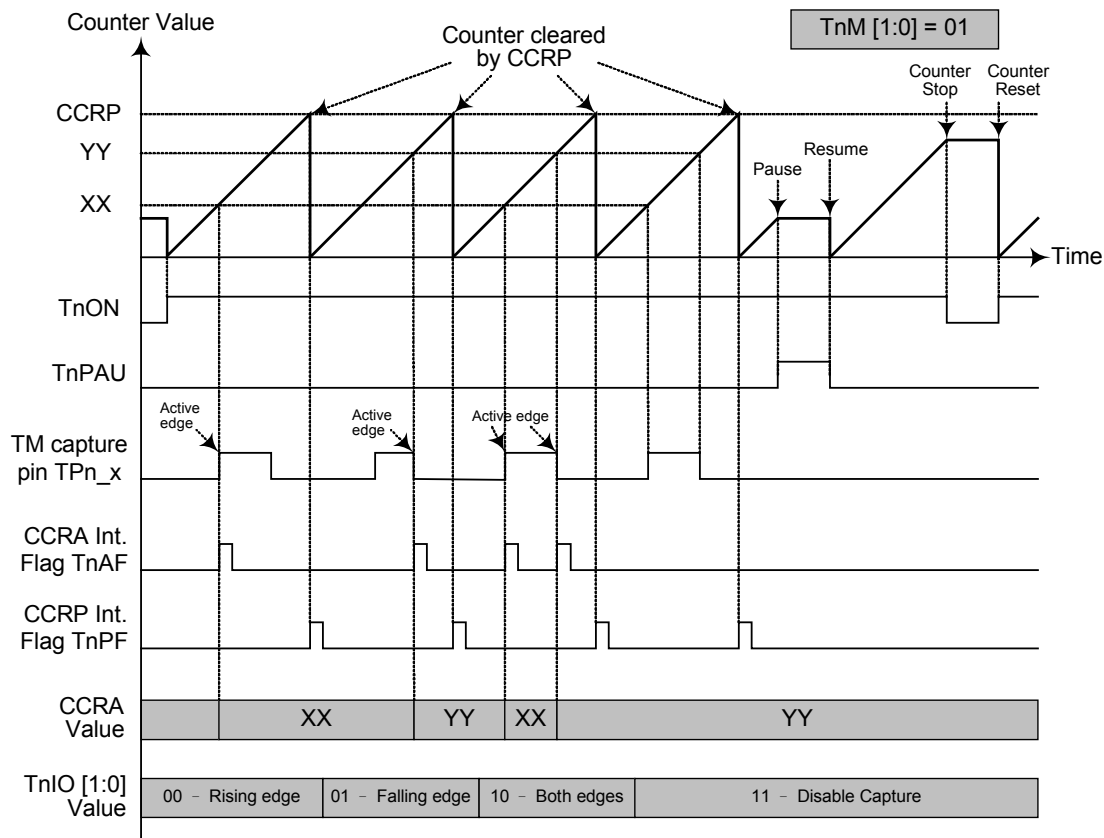 Counter Value
TnM [1:0] = 01
Counter cleared
by CCRP
Counter
Stop
Counter
Reset
CCRP
YY
XX
Pause
Resume
Time
TnON
TnPAU
Active
edge
Active
edge
Active edge
TM capture
pin TPn_x
CCRA Int.
Flag TnAF
CCRP Int.
Flag TnPF
CCRA
Value
XX
YY
XX
YY
TnIO [1:0]
Value
00 – Rising edge
01 – Falling edge
10 – Both edges
11 – Disable Capture